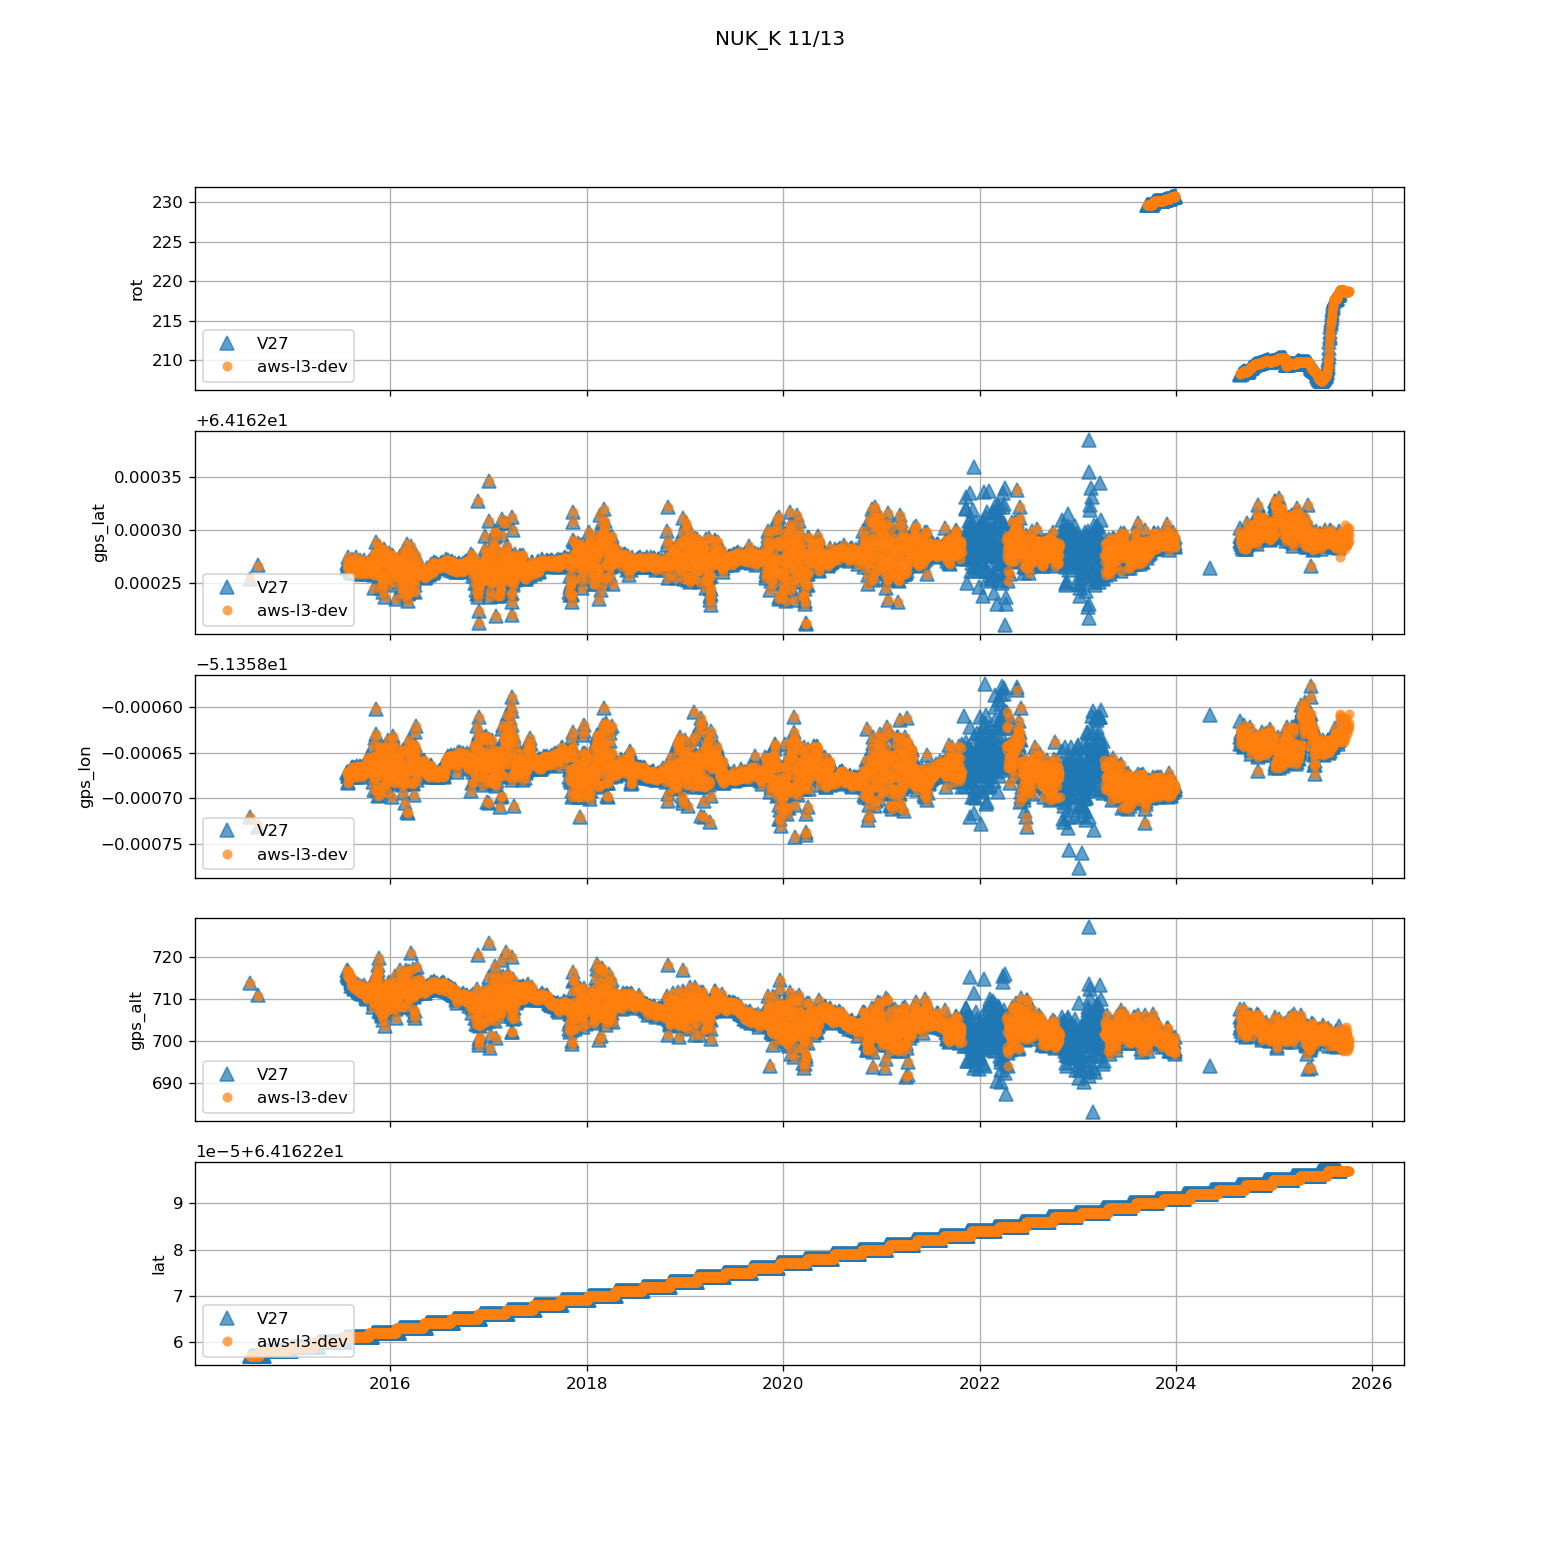 NUK_K 11/13
230
225
220
215
210
rot
V27
aws-l3-dev
+6.4162e1
0.00035
0.00030
0.00025
gps_lat
V27
aws-l3-dev
−5.1358e1
−0.00060
−0.00065
−0.00070
−0.00075
gps_lon
V27
aws-l3-dev
720
710
700
690
gps_alt
V27
aws-l3-dev
1e−5+6.41622e1
9
8
7
6
lat
V27
aws-l3-dev
2016 2018 2020 2022 2024 2026